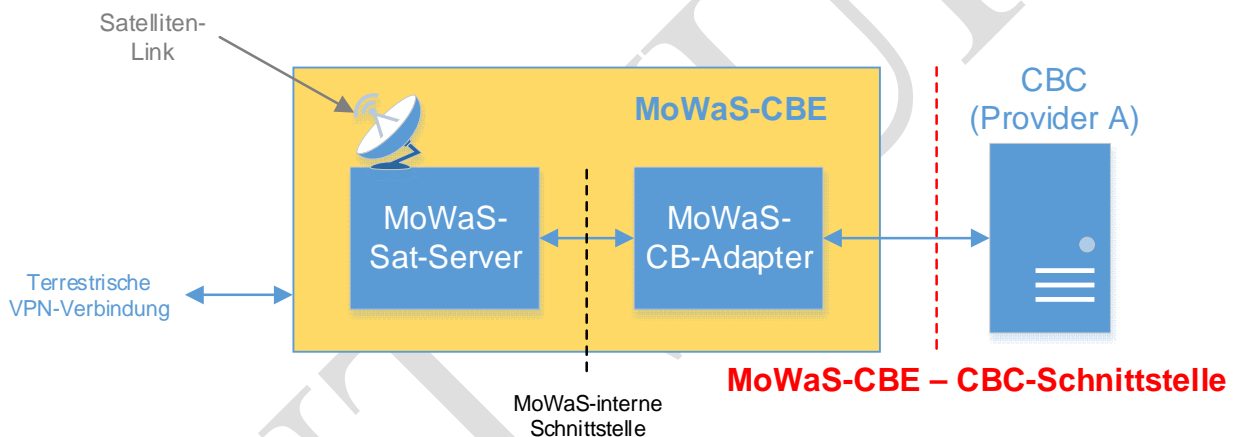 Satelliten-
Link
MoWaS-CBE
CBC
(Provider A)
MoWaS-
Sat-Server
MoWaS-
CB-Adapter
Terrestrische
VPN-Verbindung
MoWaS-CBE – CBC-Schnittstelle
MoWaS-interne
Schnittstelle